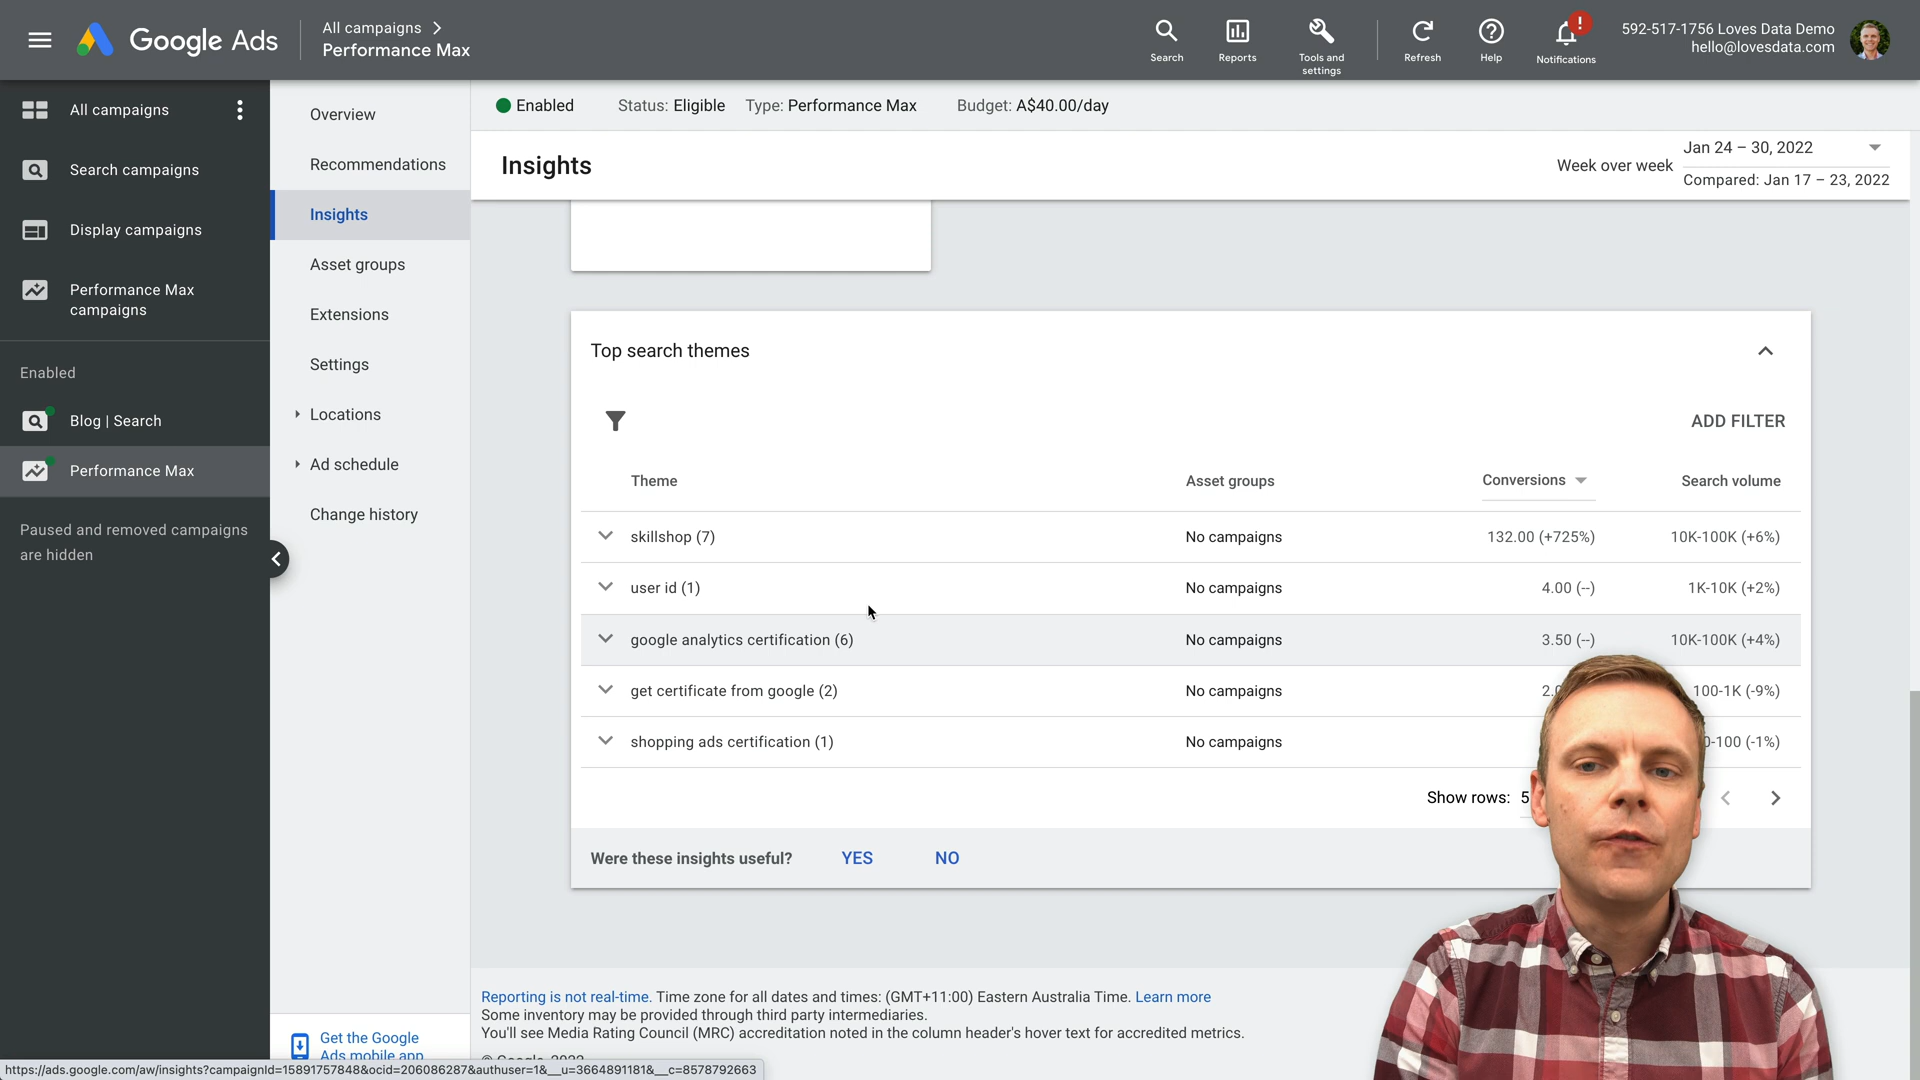 Google Ads
All campaigns
Performance Max
Search
Reports
Tools and
settings
Refresh
Help
!
Notifications
592-517-1756 Loves Data Demo
hello@lovesdata.com
All campaigns
Search campaigns
Display campaigns
Performance Max
campaigns
Enabled
Blog | Search
Performance Max
Paused and removed campaigns
are hidden
Overview
Recommendations
Insights
Asset groups
Extensions
Settings
Locations
Ad schedule
Change history
Get the Google
Ads mobile app
Enabled
Status: Eligible
Type: Performance Max
Budget: A$40.00/day
Insights
Week over week
Jan 24 – 30, 2022
Compared: Jan 17 – 23, 2022
Top search themes
ADD FILTER
Theme
Asset groups
Conversions
Search volume
skillshop (7)
No campaigns
132.00 (+725%)
10K-100K (+6%)
user id (1)
No campaigns
4.00 (--)
1K-10K (+2%)
google analytics certification (6)
No campaigns
3.50 (--)
10K-100K (+4%)
get certificate from google (2)
No campaigns
100-1K (-9%)
shopping ads certification (1)
No campaigns
-100 (-1%)
Show rows: 5
Were these insights useful?
YES
NO
Reporting is not real-time. Time zone for all dates and times: (GMT+11:00) Eastern Australia Time. Learn more
Some inventory may be provided through third party intermediaries.
You'll see Media Rating Council (MRC) accreditation noted in the column header's hover text for accredited metrics.
© Google, 2022
https://ads.google.com/aw/insights?campaignId=15891757848&ocid=206086287&authuser=1&__u=3664891181&__c=8578792663